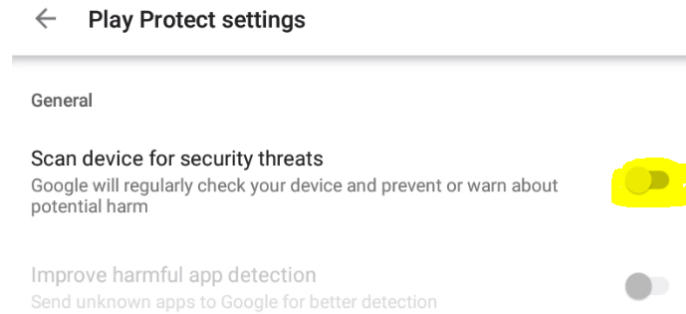 Play Protect settings
General
Scan device for security threats
Google will regularly check your device and prevent or warn about
potential harm
Improve harmful app detection
Send unknown apps to Google for better detection